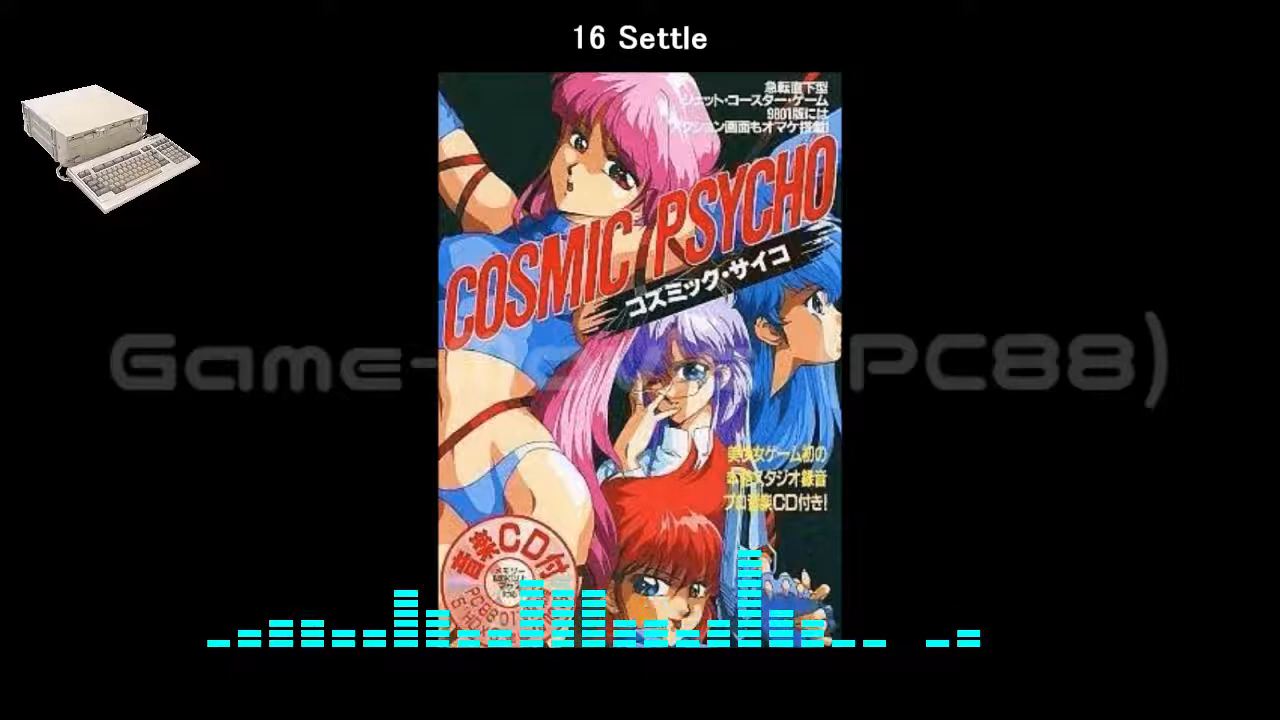 16 Settle
急転直下型
ジェット・コースター・ゲーム
9801版には
アクション画面もオマケ搭載!
COSMIC PSYCHO
コズミック・サイコ
Game- PC88)
美少女ゲーム初の
本格スタジオ録音
プロ音楽CD付き!
音楽CD付